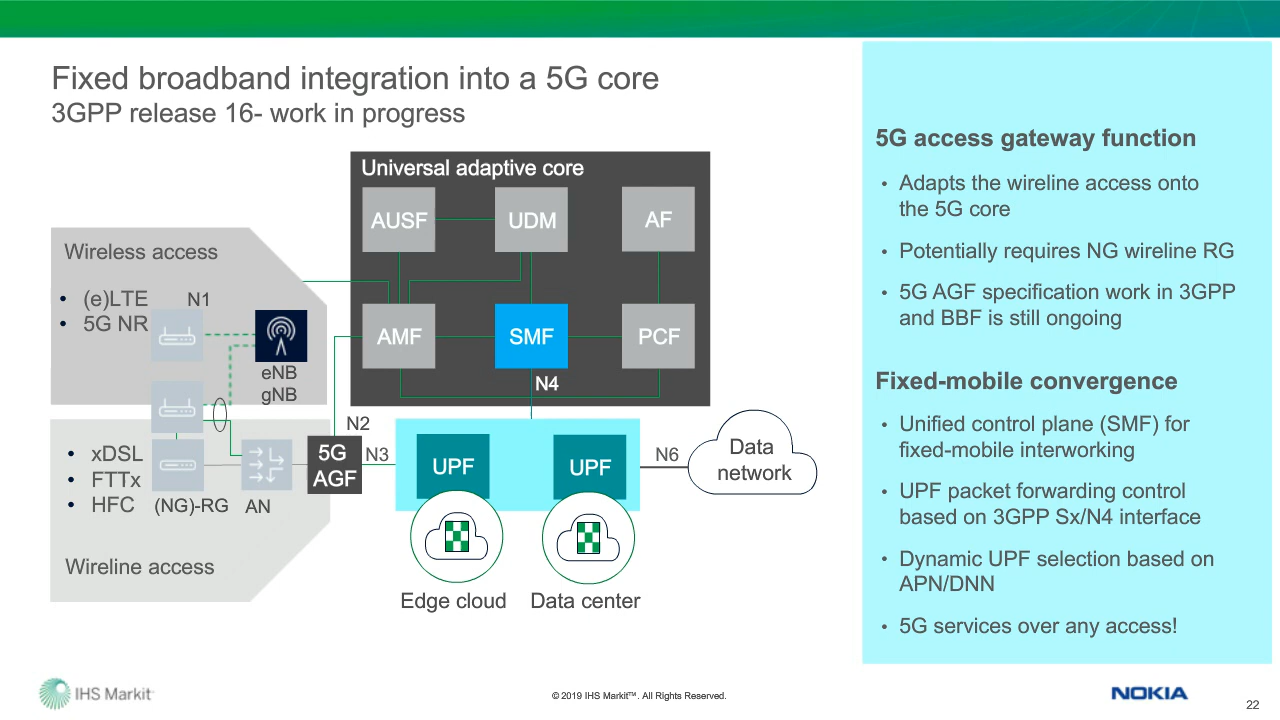 Fixed broadband integration into a 5G core
3GPP release 16- work in progress
Universal adaptive core
AUSF
UDM
AF
AMF
SMF
PCF
N4
Wireless access
• (e)LTE
• 5G NR
N1
eNB
gNB
N2
N3
• xDSL
• FTTx
• HFC
(NG)-RG
AN
5G
AGF
Wireline access
UPF
UPF
N6
Data
network
Edge cloud
Data center
5G access gateway function
• Adapts the wireline access onto
the 5G core
• Potentially requires NG wireline RG
• 5G AGF specification work in 3GPP
and BBF is still ongoing
Fixed-mobile convergence
• Unified control plane (SMF) for
fixed-mobile interworking
• UPF packet forwarding control
based on 3GPP Sx/N4 interface
• Dynamic UPF selection based on
APN/DNN
• 5G services over any access!
IHS Markit™
© 2019 IHS Markit™. All Rights Reserved.
NOKIA
22